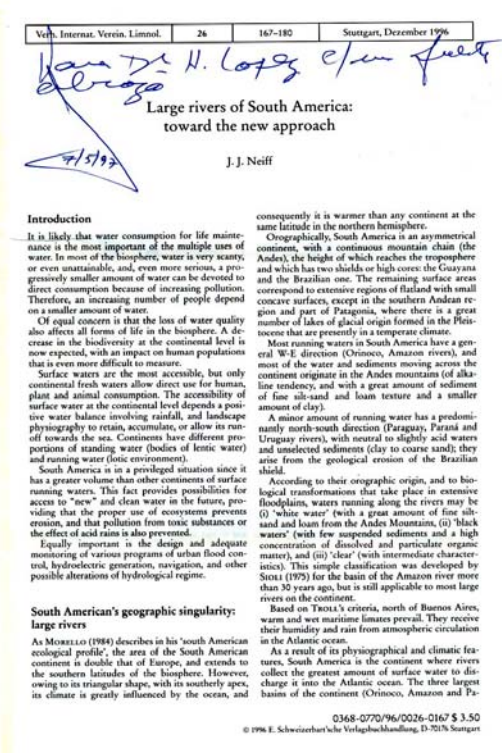 Verh. Internat. Verein. Limnol. 26 167–180 Stuttgart, Dezember 1996
Para Dr H. Lopez c/un fuerte
abrazo
7/5/97
Large rivers of South America:
toward the new approach
J. J. Neiff
Introduction
It is likely that water consumption for life mainte-
nance is the most important of the multiple uses of
water. In most of the biosphere, water is very scanty,
or even unattainable, and, even more serious, a pro-
gressively smaller amount of water can be devoted to
direct consumption because of increasing pollution.
Therefore, an increasing number of people depend
on a smaller amount of water.
Of equal concern is that the loss of water quality
also affects all forms of life in the biosphere. A de-
crease in the biodiversity at the continental level is
now expected, with an impact on human populations
that is even more difficult to measure.
Surface waters are the most accessible, but only
continental fresh waters allow direct use for human,
plant and animal consumption. The accessibility of
surface water at the continental level depends a posi-
tive water balance involving rainfall, and landscape
physiography to retain, accumulate, or allow its run-
off towards the sea. Continents have different pro-
portions of standing water (bodies of lentic water)
and running water (lotic environment).
South America is in a privileged situation since it
has a greater volume than other continents of surface
running waters. This fact provides possibilities for
access to "new" and clean water in the future, pro-
viding that the proper use of ecosystems prevents
erosion, and that pollution from toxic substances or
the effect of acid rains is also prevented.
Equally important is the design and adequate
monitoring of various programs of urban flood con-
trol, hydroelectric generation, navigation, and other
possible alterations of hydrological regime.
South American's geographic singularity:
large rivers
As MORELLO (1984) describes in his 'south American
ecological profile', the area of the South American
continent is double that of Europe, and extends to
the southern latitudes of the biosphere. However,
owing to its triangular shape, with its southerly apex,
its climate is greatly influenced by the ocean, and
consequently it is warmer than any continent at the
same latitude in the northern hemisphere.
Orographically, South America is an asymmetrical
continent, with a continuous mountain chain (the
Andes), the height of which reaches the troposphere
and which has two shields or high cores: the Guayana
and the Brazilian one. The remaining surface areas
correspond to extensive regions of flatland with small
concave surfaces, except in the southern Andean re-
gion and part of Patagonia, where there is a great
number of lakes of glacial origin formed in the Pleis-
tocene that are presently in a temperate climate.
Most running waters in South America have a gen-
eral W-E direction (Orinoco, Amazon rivers), and
most of the water and sediments moving across the
continent originate in the Andes mountains (of alka-
line tendency, and with a great amount of sediment
of fine silt-sand and loam texture and a smaller
amount of clay).
A minor amount of running water has a predomi-
nantly north-south direction (Paraguay, Paraná and
Uruguay rivers), with neutral to slightly acid waters
and unselected sediments (clay to coarse sand); they
arise from the geological erosion of the Brazilian
shield.
According to their orographic origin, and to bio-
logical transformations that take place in extensive
floodplains, waters running along the rivers may be
(i) 'white water' (with a great amount of fine silt-
sand and loam from the Andes Mountains, (ii) 'black
waters' (with few suspended sediments and a high
concentration of dissolved and particulate organic
matter), and (iii) 'clear' (with intermediate character-
istics). This simple classification was developed by
SIOLI (1975) for the basin of the Amazon river more
than 30 years ago, but is still applicable to most large
rivers on the continent.
Based on TROLL's criteria, north of Buenos Aires,
warm and wet maritime limates prevail. They receive
their humidity and rain from atmospheric circulation
in the Atlantic ocean.
As a result of its physiographical and climatic fea-
tures, South America is the continent where rivers
collect the greatest amount of surface water to dis-
charge it into the Atlantic ocean. The three largest
basins of the continent (Orinoco, Amazon and Pa-
0368-0770/96/0026-0167 $ 3.50
© 1996 E. Schweizerbart'sche Verlagsbuchhandlung, D-70176 Stuttgart